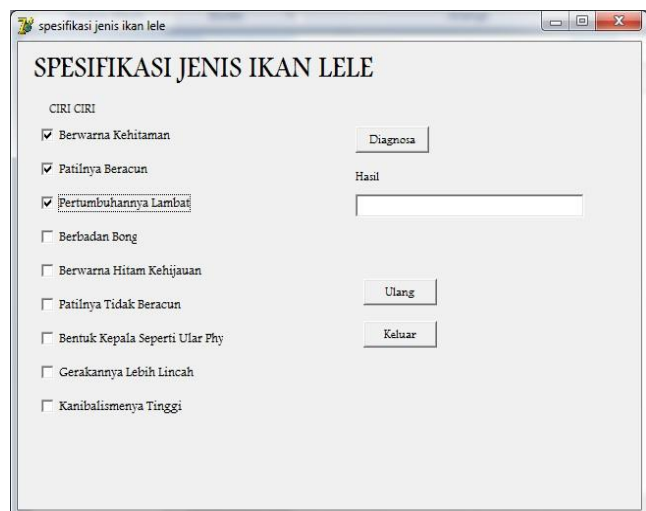 spesifikasi jenis ikan lele
SPESIFIKASI JENIS IKAN LELE
CIRI CIRI
Berwarna Kehitaman
Patilnya Beracun
Pertumbuhannya Lambat
Berbadan Bong
Berwarna Hitam Kehijauan
Patilnya Tidak Beracun
Bentuk Kepala Seperti Ular Phy
Gerakannya Lebih Lincah
Kanibalismenya Tinggi
Diagnosa
Hasil
Ulang
Keluar